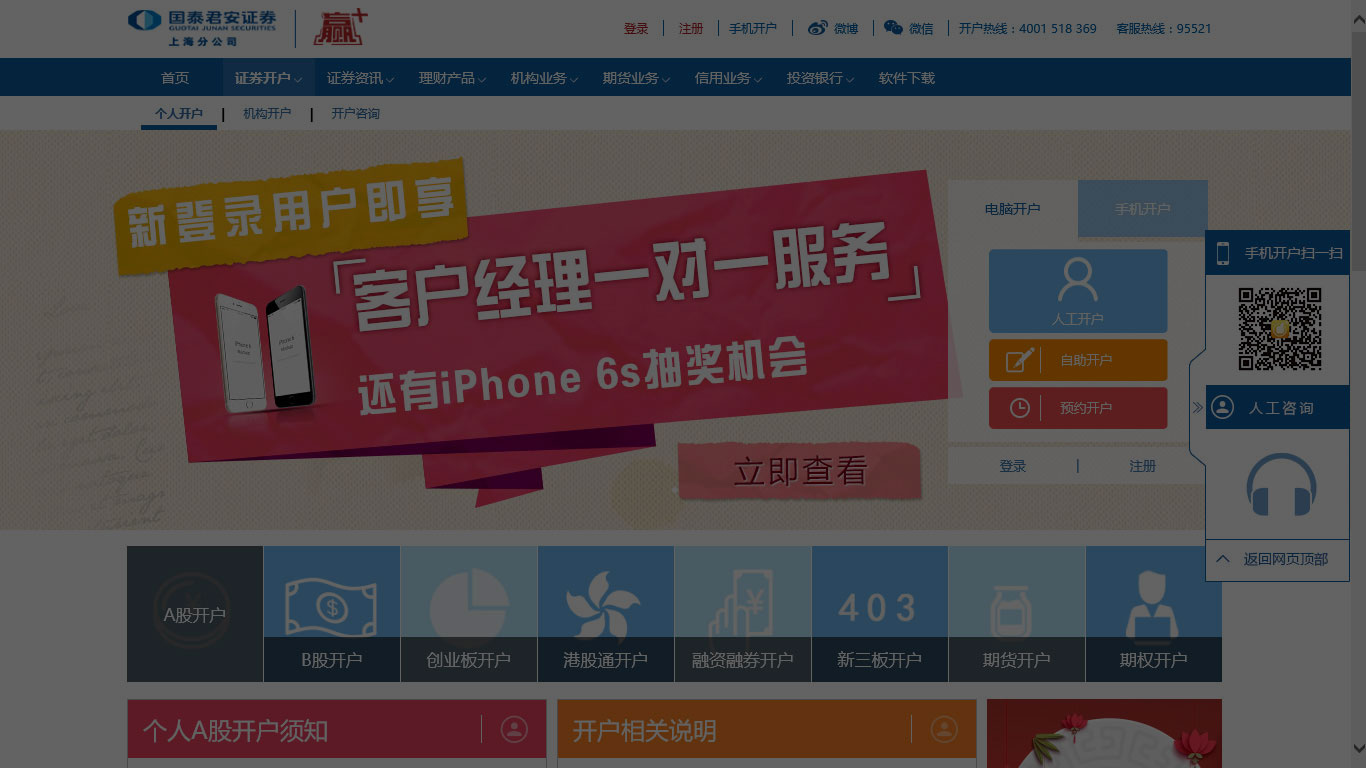 国泰君安证券
GUOTAI JUNAN SECURITIES
上海分公司
赢+
登录 注册 手机开户 微博 微信 开户热线：4001 518 369 客服热线：95521
首页 证券开户 证券资讯 理财产品 机构业务 期货业务 信用业务 投资银行 软件下载
个人开户 机构开户 开户咨询
新登录用户即享
「客户经理一对一服务」
还有iPhone 6s抽奖机会
立即查看
电脑开户 手机开户
人工开户
自助开户
预约开户
登录 | 注册
手机开户扫一扫
人工咨询
返回网页顶部
A股开户
B股开户
创业板开户
港股通开户
融资融券开户
403
新三板开户
期货开户
期权开户
个人A股开户须知
开户相关说明